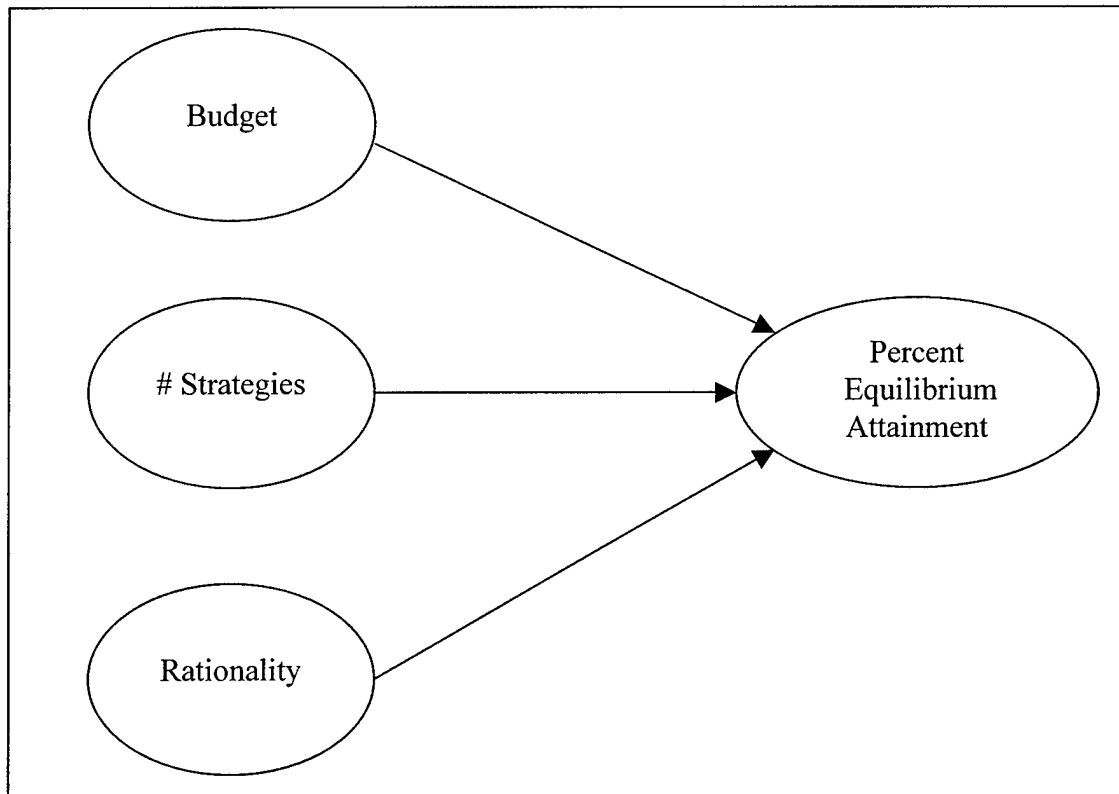 Budget
# Strategies
Percent
Equilibrium
Attainment
Rationality